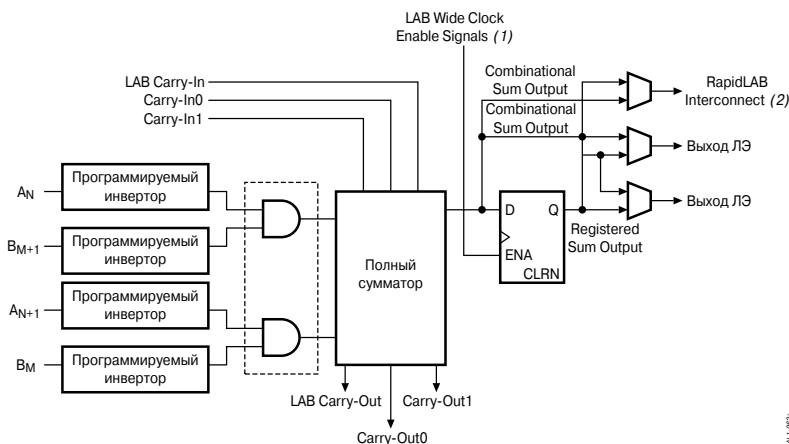 LAB Wide Clock
Enable Signals (1)
LAB Carry-In
Carry-In0
Carry-In1
Combinational
Sum Output
Combinational
Sum Output
RapidLAB
Interconnect (2)
Выход ЛЭ
Выход ЛЭ
AN
Программируемый
инвертор
BM+1
Программируемый
инвертор
AN+1
Программируемый
инвертор
BM
Программируемый
инвертор
Полный
сумматор
D
Q
ENA
CLRN
Registered
Sum Output
LAB Carry-Out
Carry-Out1
Carry-Out0